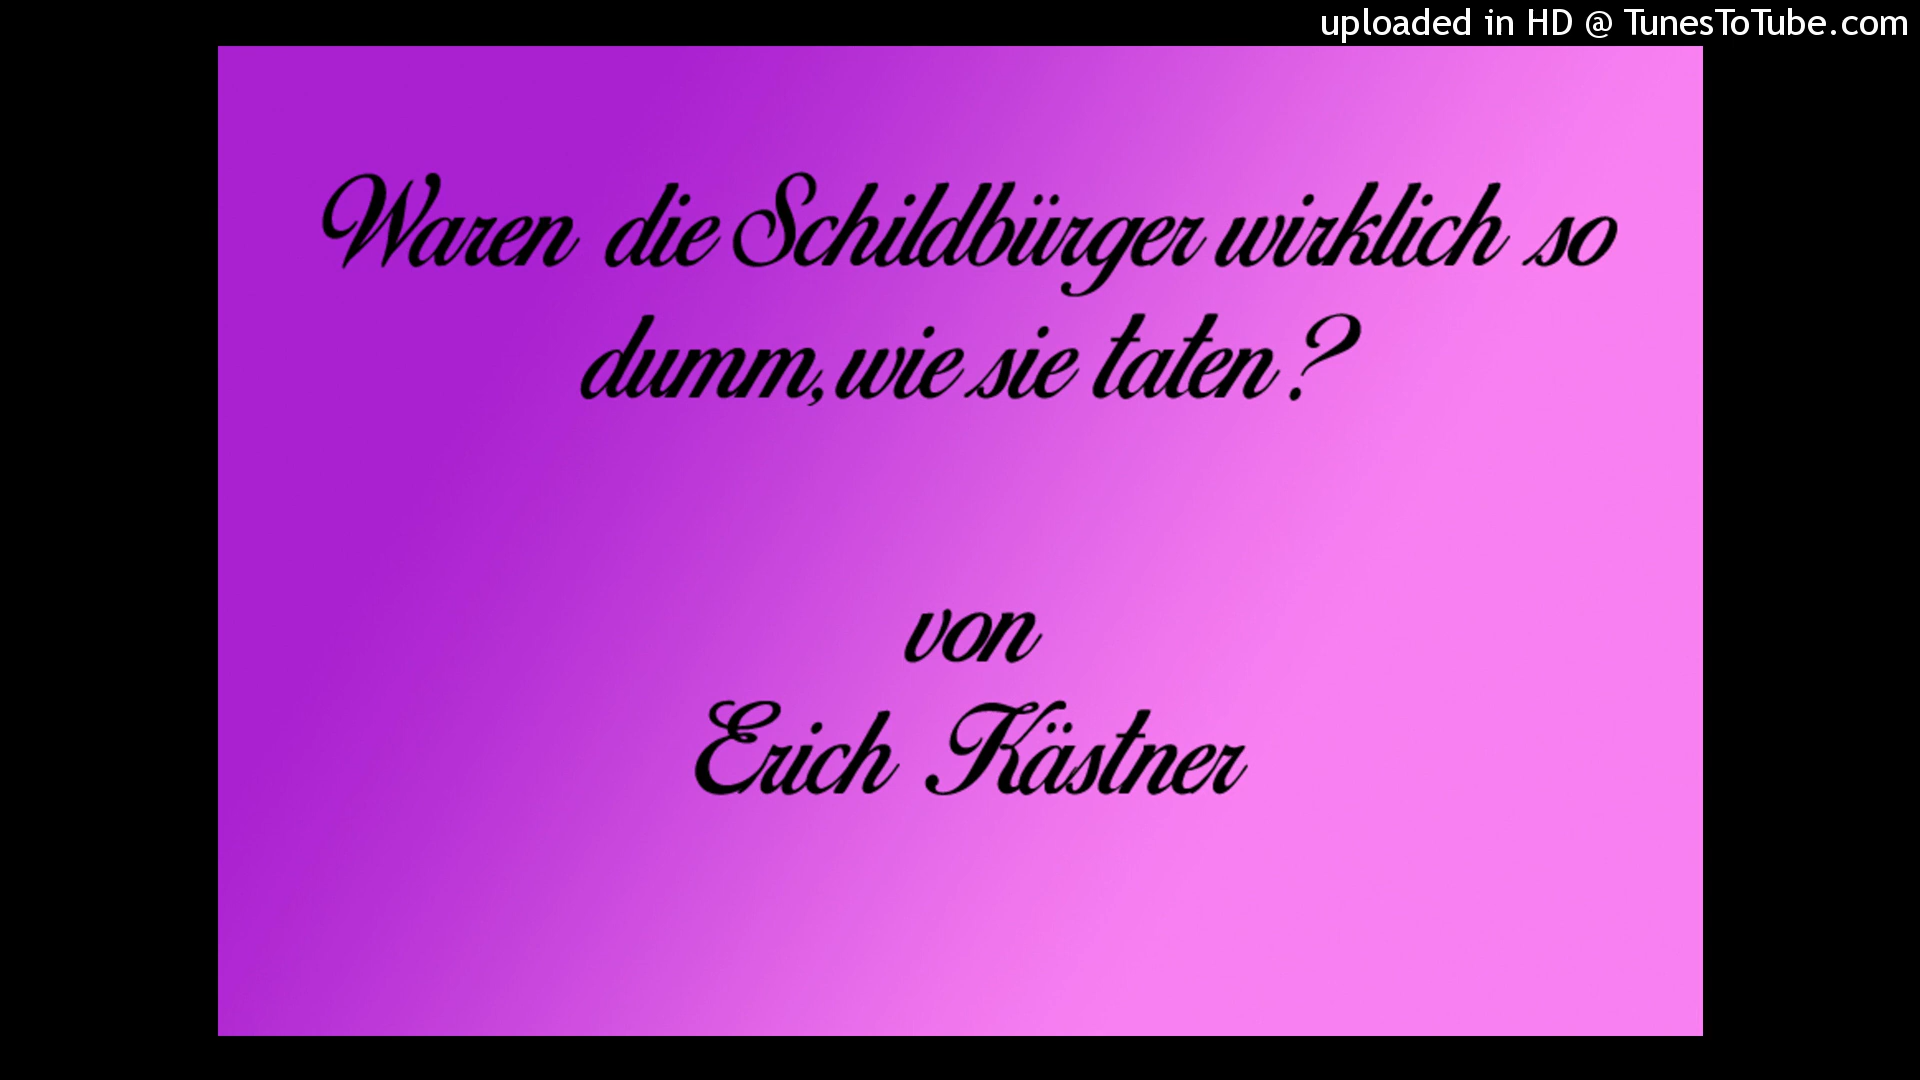 uploaded in HD @ TunesToTube.com
Waren die Schildbürger wirklich so
dumm, wie sie taten?
von
Erich Kästner